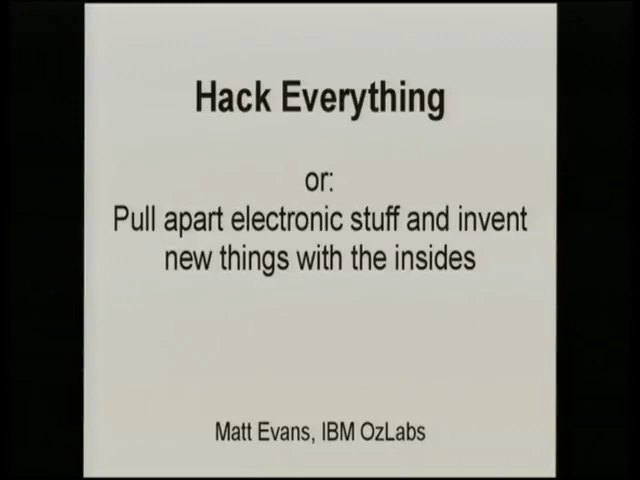 Hack Everything
or:
Pull apart electronic stuff and invent
new things with the insides
Matt Evans, IBM OzLabs